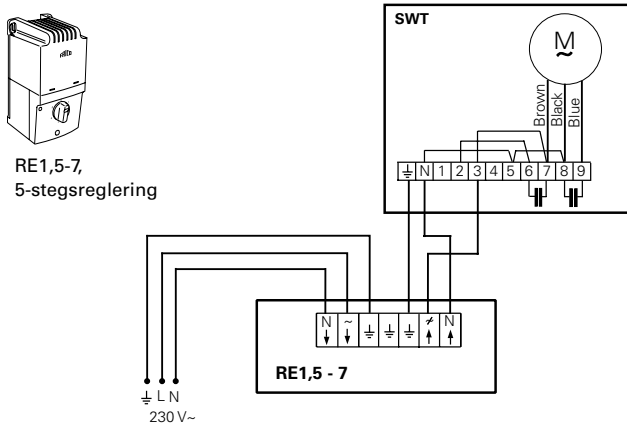 SWT
M
~
Brown
Black
Blue
RE1,5-7,
5-stegsreglering
N 1 2 3 4 5 6 7 8 9
N ~ N
RE1,5 - 7
L N
230 V~